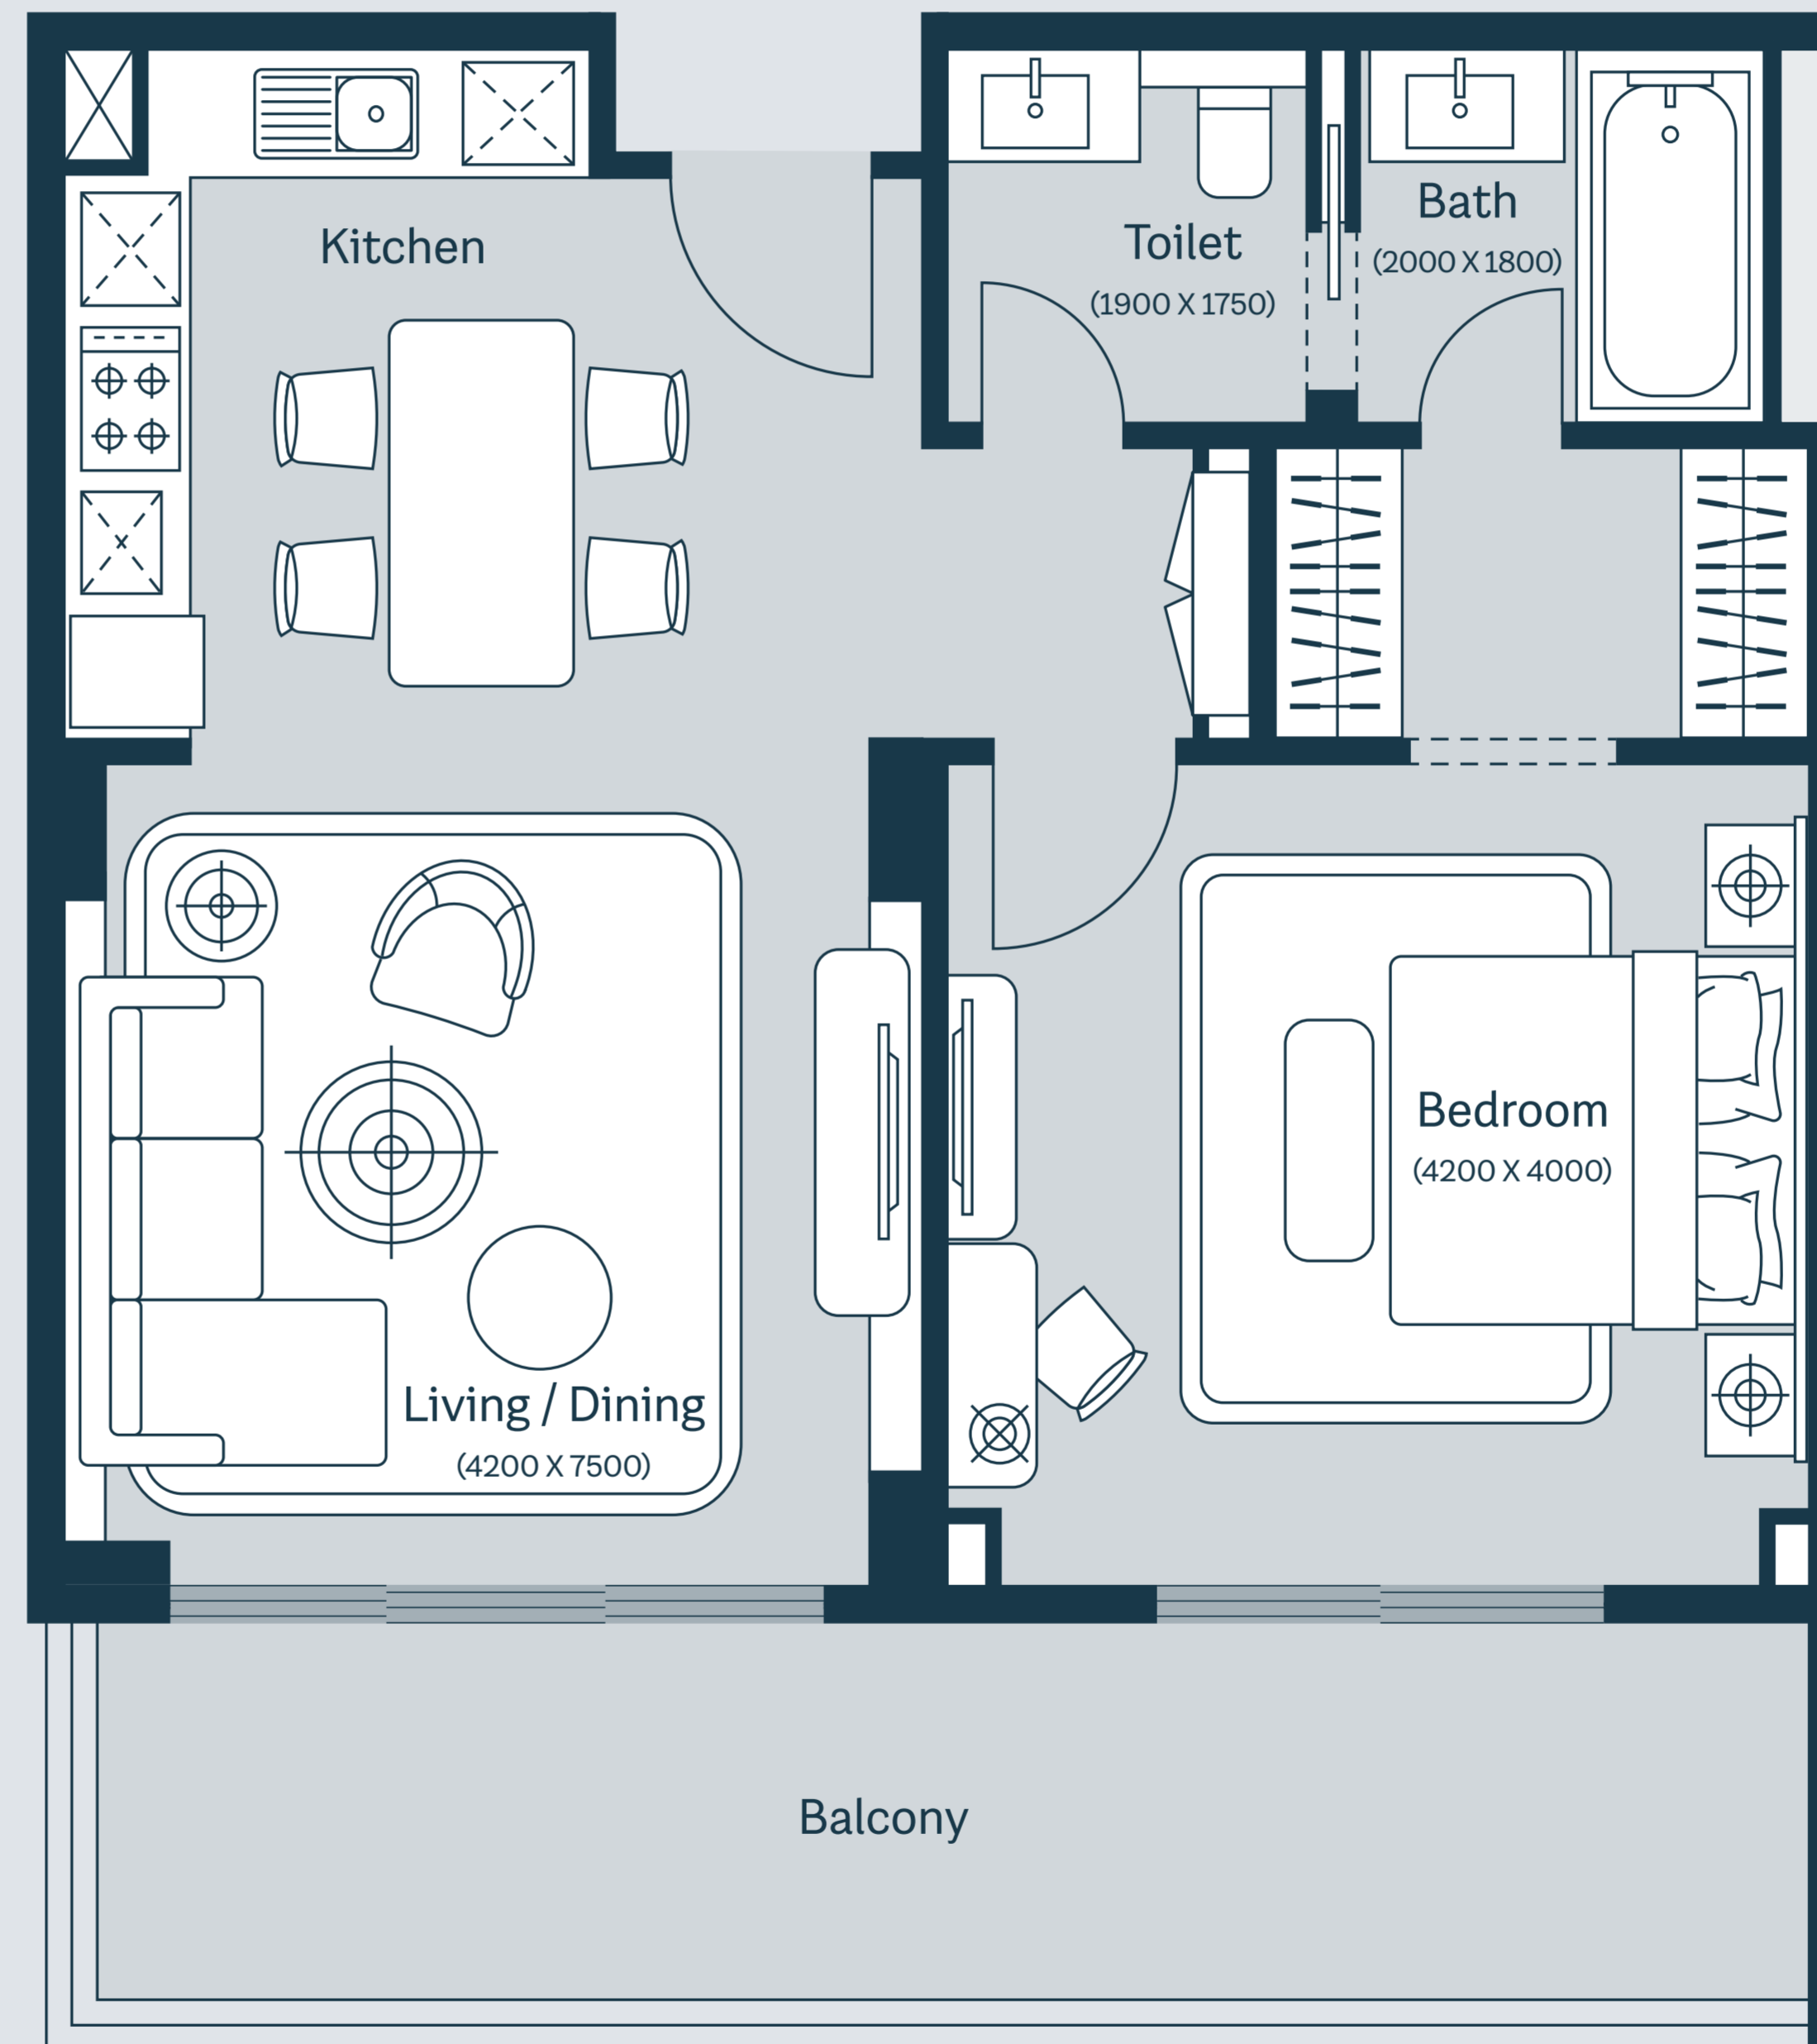 Kitchen
Toilet
(1900 X 1750)
Bath
(2000 X 1800)
Bedroom
(4200 X 4000)
Living / Dining
(4200 X 7500)
Balcony